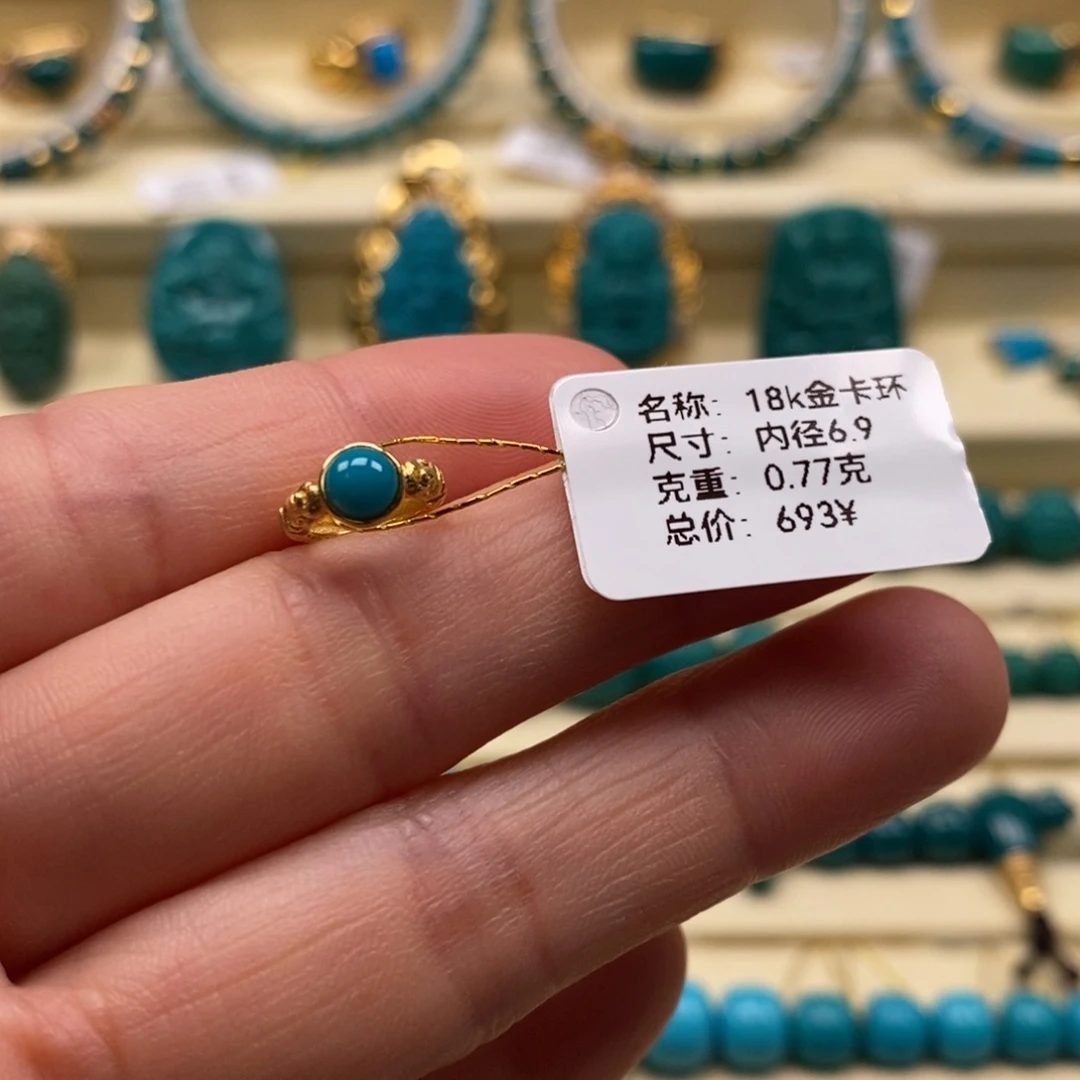 名称: 18k金卡环
尺寸: 内径6.9
克重: 0.77克
总价: 693¥